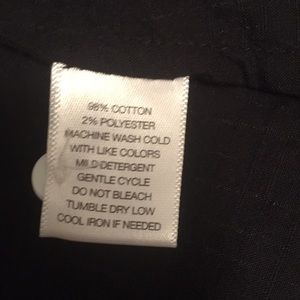 98% COTTON
2% POLYESTER
MACHINE WASH COLD
WITH LIKE COLORS
MILD DETERGENT
GENTLE CYCLE
DO NOT BLEACH
TUMBLE DRY LOW
COOL IRON IF NEEDED